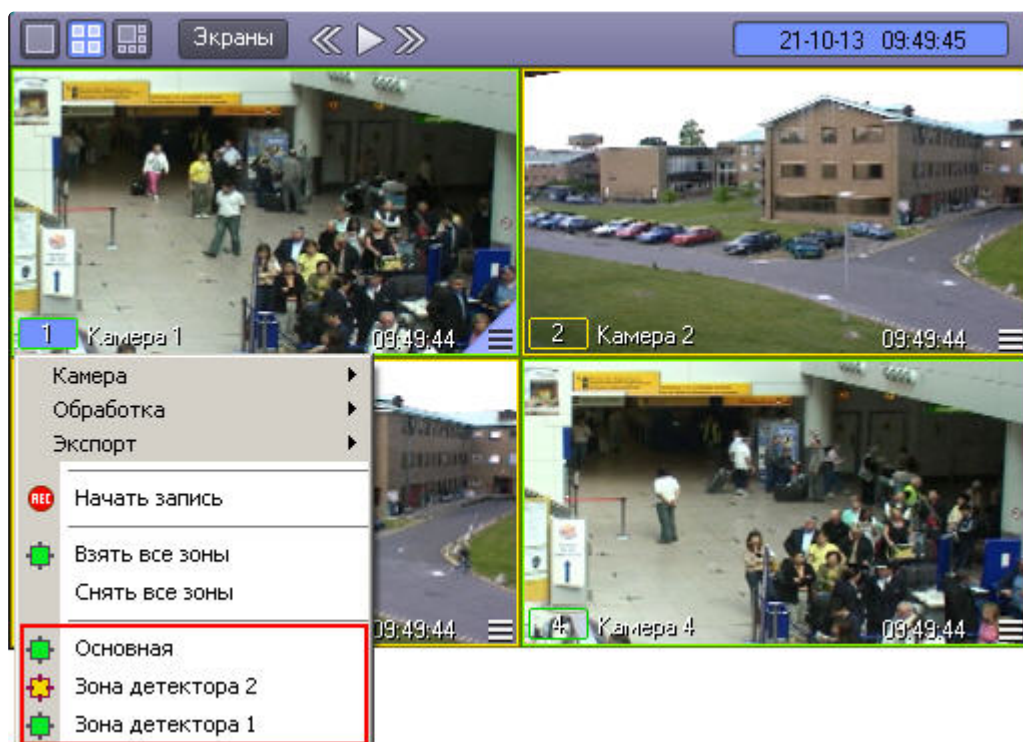 Экраны
21-10-13 09:49:45
1 Камера 1 09:49:44
2 Камера 2 09:49:44
Камера
Обработка
Экспорт
REC Начать запись
Взять все зоны
Снять все зоны
09:49:44
4 Камера 4 09:49:44
Основная
Зона детектора 2
Зона детектора 1